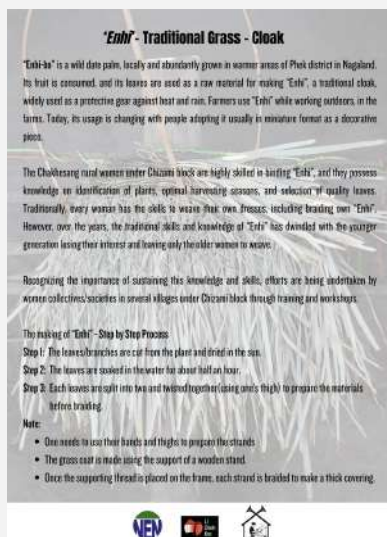 'Enhi' - Traditional Grass - Cloak
"Enhi-bo" is a wild date palm, locally and abundantly grown in warmer areas of Phek district in Nagaland.
Its fruit is consumed, and its leaves are used as a raw material for making "Enhi", a traditional cloak,
widely used as a protective gear against heat and rain. Farmers use "Enhi" while working outdoors, in the
farms. Today, its usage is changing with people adopting it usually in miniature format as a decorative
piece.
The Chakhesang rural women under Chizami block are highly skilled in binding "Enhi", and they possess
knowledge on identification of plants, optimal harvesting seasons, and selection of quality leaves.
Traditionally, every woman has the skills to weave their own dresses, including braiding own "Enhi".
However, over the years, the traditional skills and knowledge of "Enhi" has dwindled with the younger
generation losing their interest and leaving only the older women to weave.
Recognizing the importance of sustaining this knowledge and skills, efforts are being undertaken by
women collectives/societies in several villages under Chizami block through training and workshops.
The making of "Enhi" - Step by Step Process
Step 1: The leaves/branches are cut from the plant and dried in the sun.
Step 2: The leaves are soaked in the water for about half an hour.
Step 3: Each leaves are split into two and twisted together(using one's thigh) to prepare the materials
before braiding.
Note:
• One needs to use their hands and thighs to prepare the strands
• The grass coat is made using the support of a wooden stand.
• Once the supporting thread is placed on the frame, each strand is braided to make a thick covering.
NEN